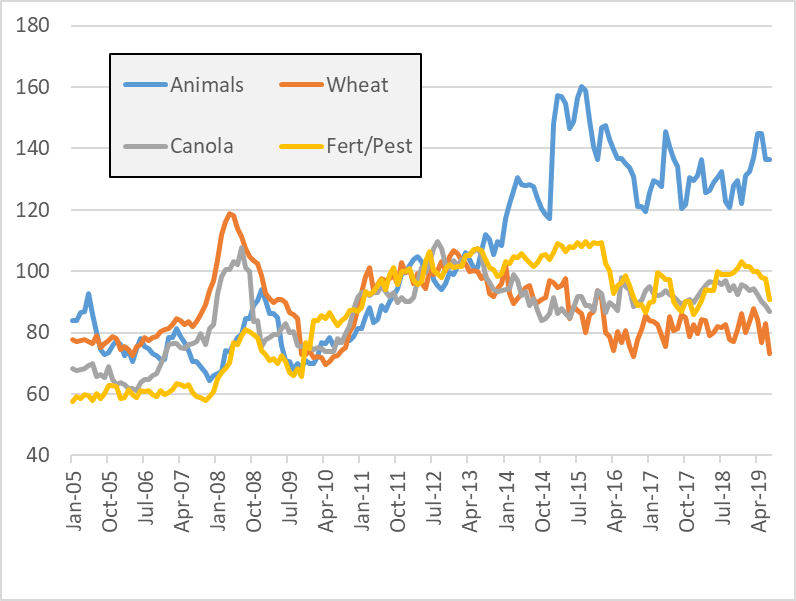 180
160
140
120
100
80
60
40
Animals Wheat
Canola Fert/Pest
Jan-05 Oct-05 Jul-06 Apr-07 Jan-08 Oct-08 Jul-09 Apr-10 Jan-11 Oct-11 Jul-12 Apr-13 Jan-14 Oct-14 Jul-15 Apr-16 Jan-17 Oct-17 Jul-18 Apr-19